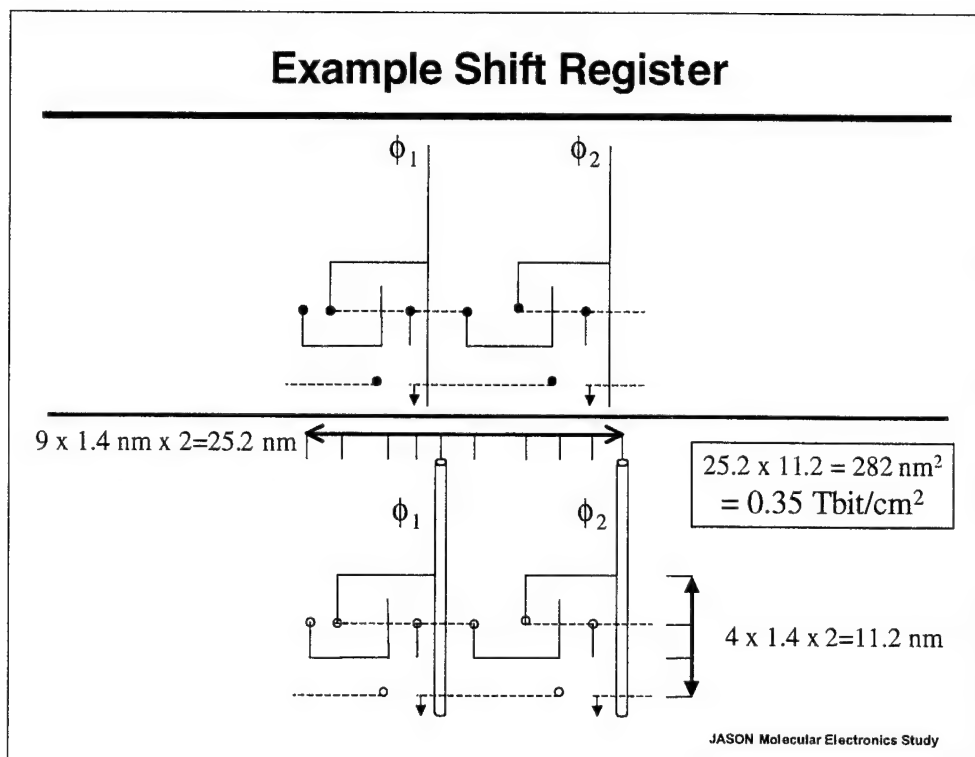 Example Shift Register
ϕ₁ ϕ₂
9 x 1.4 nm x 2=25.2 nm
25.2 x 11.2 = 282 nm²
= 0.35 Tbit/cm²
ϕ₁ ϕ₂
4 x 1.4 x 2=11.2 nm
JASON Molecular Electronics Study